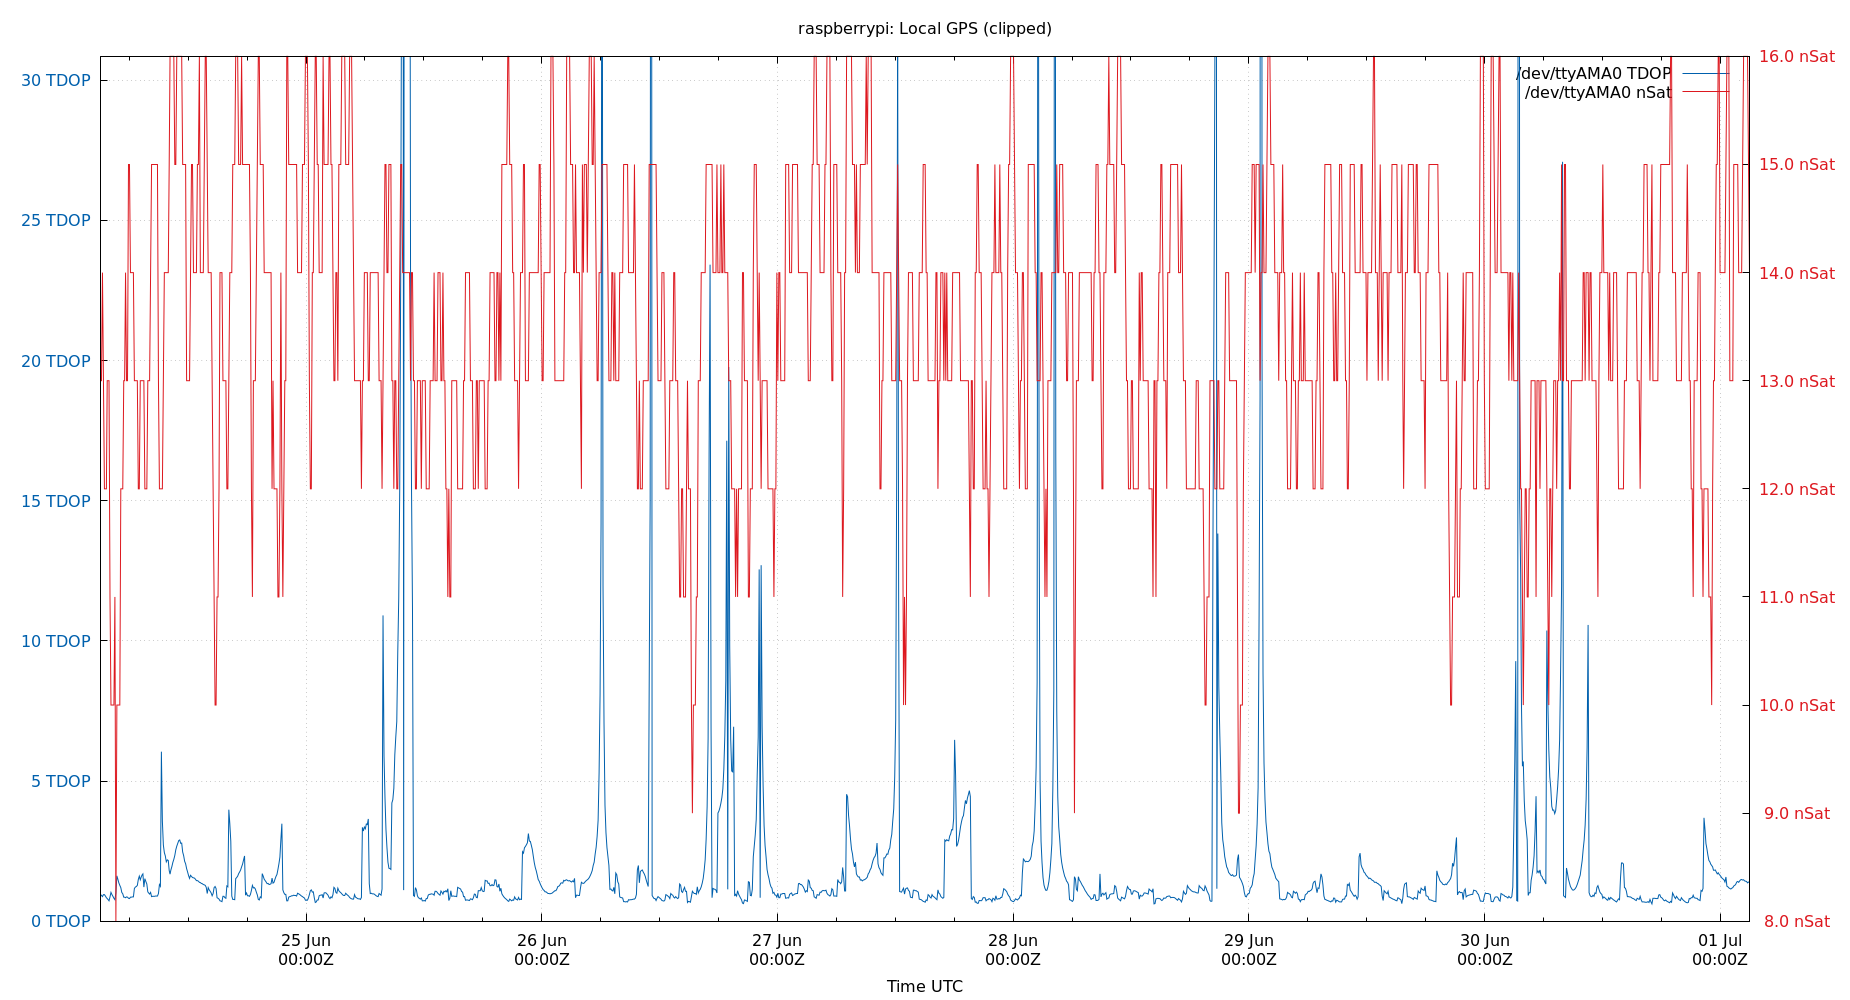 raspberrypi: Local GPS (clipped)
/dev/ttyAMA0 TDOP
/dev/ttyAMA0 nSat
30 TDOP
25 TDOP
20 TDOP
15 TDOP
10 TDOP
5 TDOP
0 TDOP
16.0 nSat
15.0 nSat
14.0 nSat
13.0 nSat
12.0 nSat
11.0 nSat
10.0 nSat
9.0 nSat
8.0 nSat
25 Jun
00:00Z
26 Jun
00:00Z
27 Jun
00:00Z
28 Jun
00:00Z
29 Jun
00:00Z
30 Jun
00:00Z
01 Jul
00:00Z
Time UTC